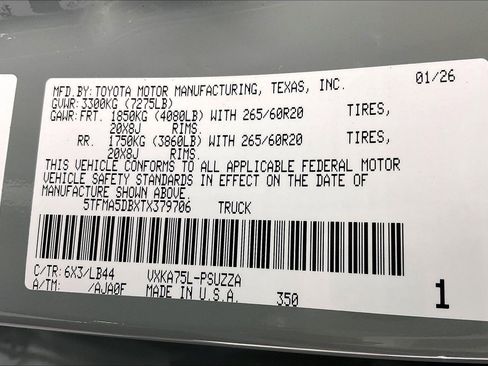 MFD.BY:TOYOTA MOTOR MANUFACTURING, TEXAS, INC. 01/26
GVWR:3300KG (7275LB)
GAWR:FRT. 1850KG (4080LB) WITH 265/60R20 TIRES,
20X8J RIMS.
RR. 1750KG (3860LB) WITH 265/60R20 TIRES,
20X8J RIMS.
THIS VEHICLE CONFORMS TO ALL APPLICABLE FEDERAL MOTOR
VEHICLE SAFETY STANDARDS IN EFFECT ON THE DATE OF
MANUFACTURE SHOWN ABOVE.
5TFMA5DBXTX379706 TRUCK
C/TR: 6X3/LB44 VXKA75L-PSUZZA
A/TM: /AJA0F MADE IN U.S.A. 350 1